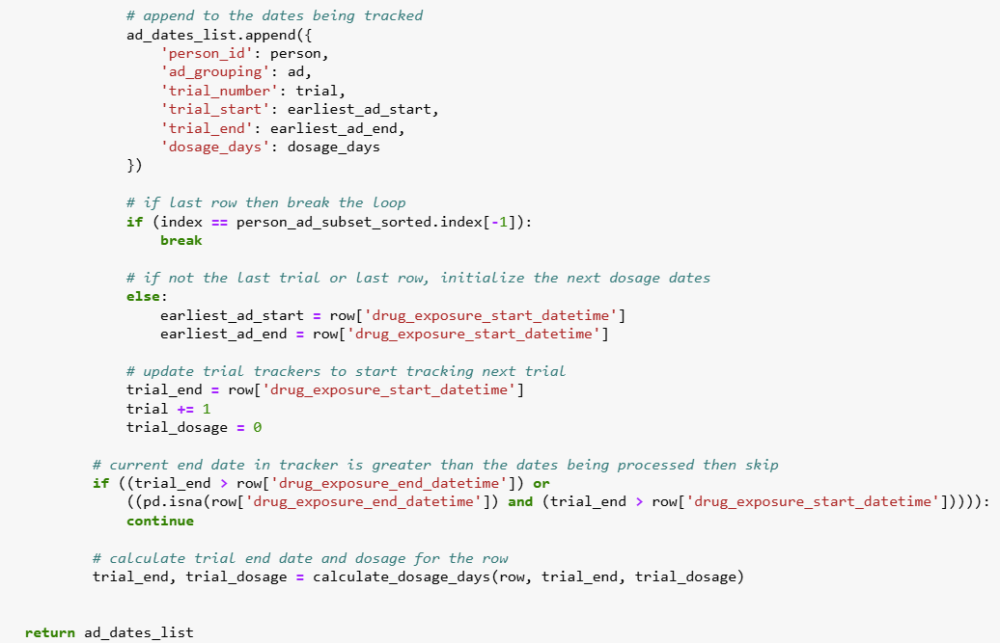 # append to the dates being tracked
ad_dates_list.append({
'person_id': person,
'ad_grouping': ad,
'trial_number': trial,
'trial_start': earliest_ad_start,
'trial_end': earliest_ad_end,
'dosage_days': dosage_days
})
# if last row then break the loop
if (index == person_ad_subset_sorted.index[-1]):
break
# if not the last trial or last row, initialize the next dosage dates
else:
earliest_ad_start = row['drug_exposure_start_datetime']
earliest_ad_end = row['drug_exposure_start_datetime']
# update trial trackers to start tracking next trial
trial_end = row['drug_exposure_start_datetime']
trial += 1
trial_dosage = 0
# current end date in tracker is greater than the dates being processed then skip
if ((trial_end > row['drug_exposure_end_datetime']) or
((pd.isna(row['drug_exposure_end_datetime']) and (trial_end > row['drug_exposure_start_datetime'])))):
continue
# calculate trial end date and dosage for the row
trial_end, trial_dosage = calculate_dosage_days(row, trial_end, trial_dosage)
return ad_dates_list